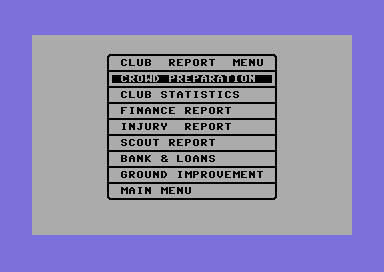 CLUB REPORT MENU
CROWD PREPARATION
CLUB STATISTICS
FINANCE REPORT
INJURY REPORT
SCOUT REPORT
BANK & LOANS
GROUND IMPROVEMENT
MAIN MENU